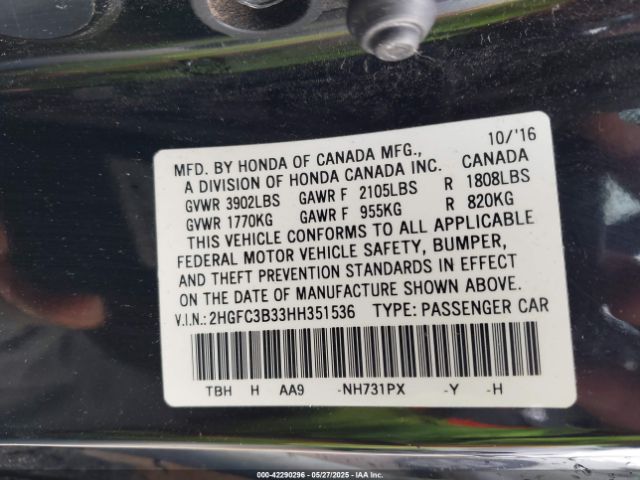 10/'16
MFD. BY HONDA OF CANADA MFG.,
A DIVISION OF HONDA CANADA INC. CANADA
GVWR 3902LBS GAWR F 2105LBS R 1808LBS
GVWR 1770KG GAWR F 955KG R 820KG
THIS VEHICLE CONFORMS TO ALL APPLICABLE
FEDERAL MOTOR VEHICLE SAFETY, BUMPER,
AND THEFT PREVENTION STANDARDS IN EFFECT
ON THE DATE OF MANUFACTURE SHOWN ABOVE.
V.I.N.: 2HGFC3B33HH351536 TYPE: PASSENGER CAR
TBH H AA9 -NH731PX -Y -H
000-42290296 - 05/27/2025 - IAAI.COM